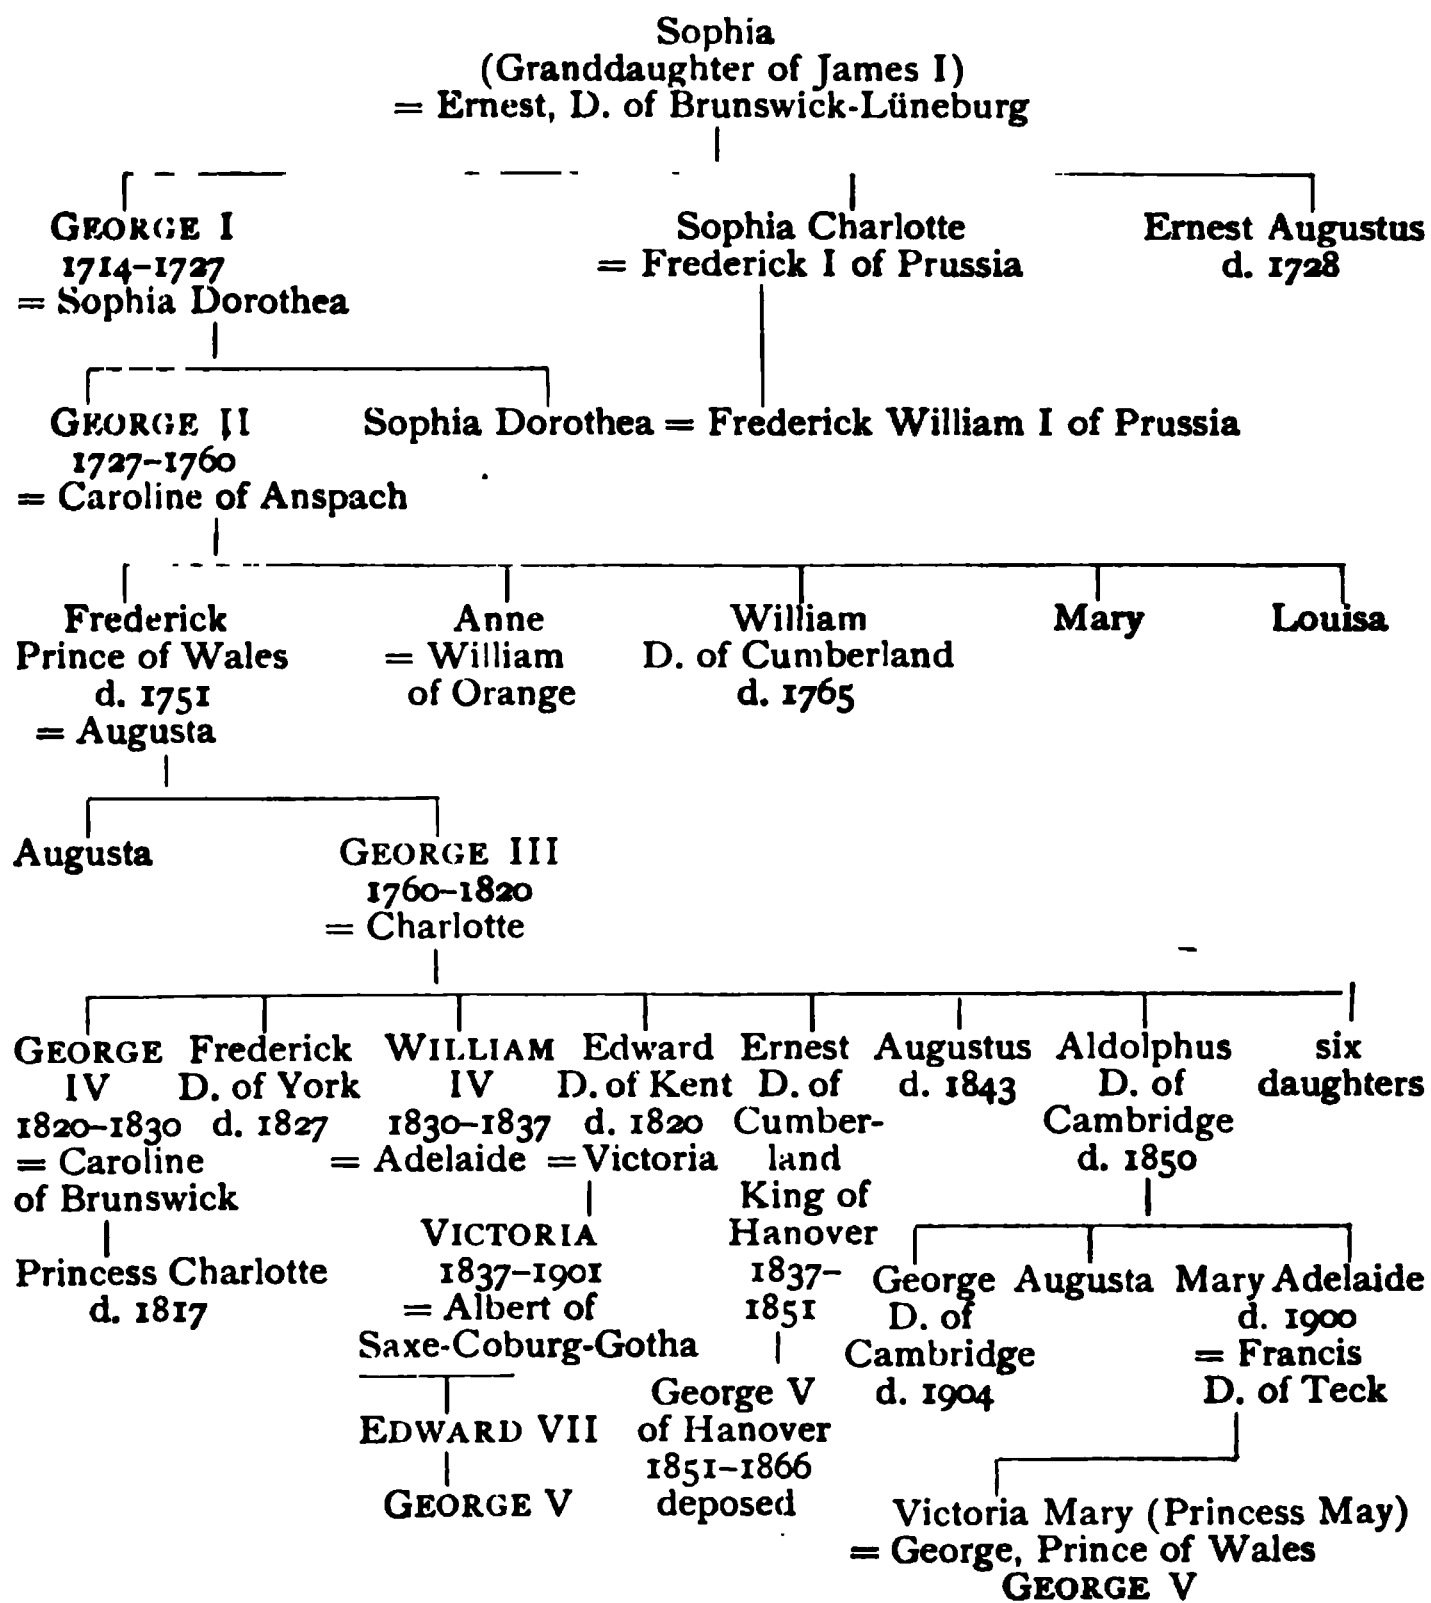 Sophia
(Granddaughter of James I)
= Ernest, D. of Brunswick-Lüneburg
GEORGE I
1714–1727
= Sophia Dorothea
Sophia Charlotte
= Frederick I of Prussia
Ernest Augustus
d. 1728
GEORGE II
1727–1760
= Caroline of Anspach
Sophia Dorothea = Frederick William I of Prussia
Frederick
Prince of Wales
d. 1751
= Augusta
Anne
= William
of Orange
William
D. of Cumberland
d. 1765
Mary
Louisa
Augusta
GEORGE III
1760–1820
= Charlotte
GEORGE
IV
1820–1830
= Caroline
of Brunswick
Princess Charlotte
d. 1817
Frederick
D. of York
d. 1827
WILLIAM
IV
1830–1837
= Adelaide
Edward
D. of Kent
d. 1820
= Victoria
VICTORIA
1837–1901
= Albert of
Saxe-Coburg-Gotha
EDWARD VII
GEORGE V
Ernest
D. of
Cumber-
land
King of
Hanover
1837–
1851
George V
of Hanover
1851–1866
deposed
Augustus
d. 1843
Aldolphus
D. of
Cambridge
d. 1850
six
daughters
George
D. of
Cambridge
d. 1904
Augusta
Mary Adelaide
d. 1900
= Francis
D. of Teck
Victoria Mary (Princess May)
= George, Prince of Wales
GEORGE V